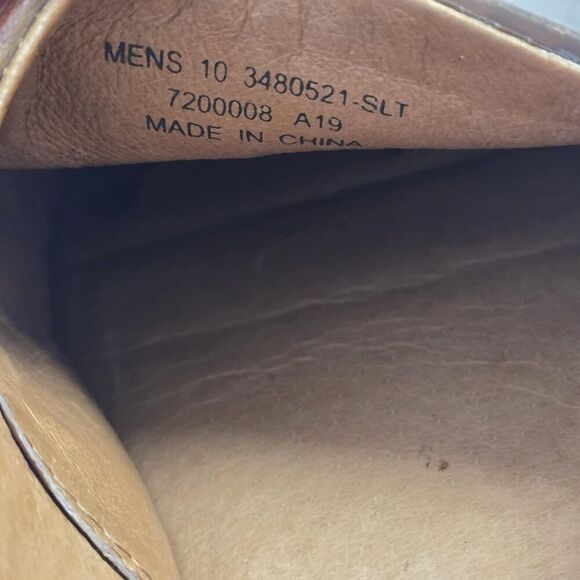 MENS 10 3480521-SLT
7200008 A19
MADE IN CHINA